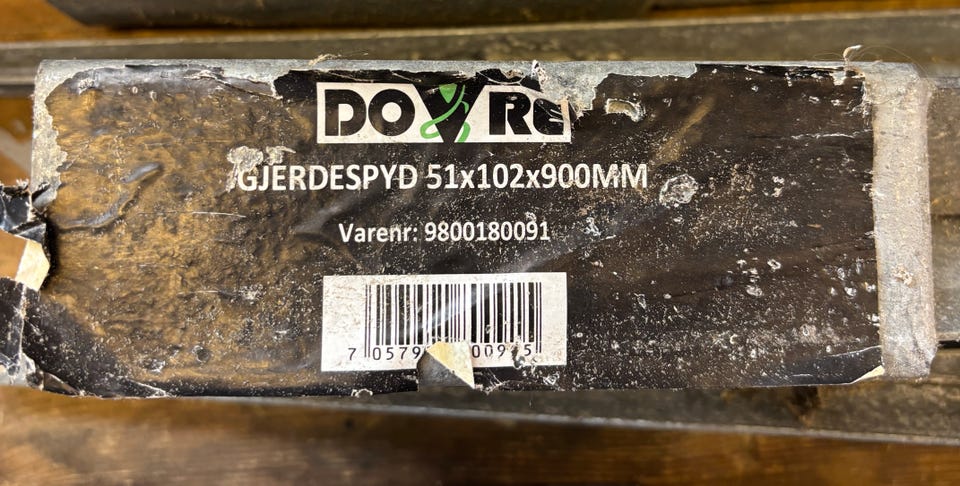 DOVRE
GJERDESPYD 51x102x900MM
Varenr: 9800180091